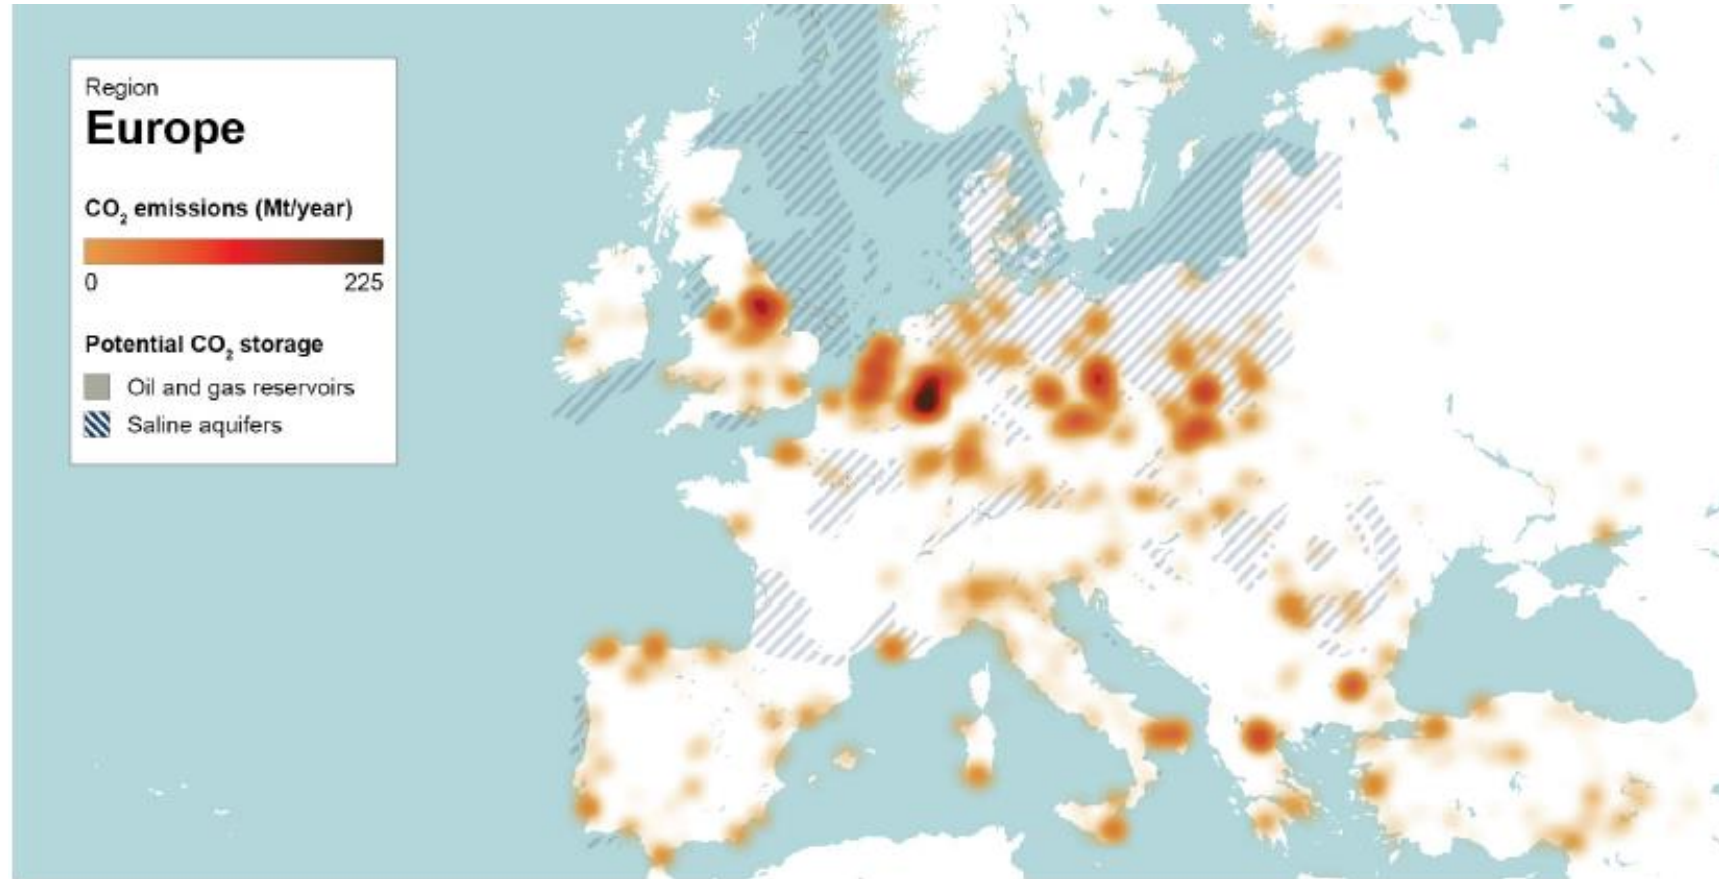 Region
Europe
CO₂ emissions (Mt/year)
0 225
Potential CO₂ storage
Oil and gas reservoirs
Saline aquifers